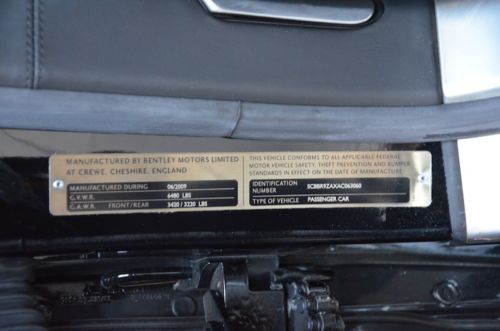 MANUFACTURED BY BENTLEY MOTORS LIMITED
AT CREWE, CHESHIRE, ENGLAND
MANUFACTURED DURING 06/2009
G.V.W.R. 6490 LBS
G.A.W.R. FRONT/REAR 3420 / 3220 LBS
THIS VEHICLE CONFORMS TO ALL APPLICABLE FEDERAL
MOTOR VEHICLE SAFETY, THEFT PREVENTION AND BUMPER
STANDARDS IN EFFECT ON THE DATE OF MANUFACTURE.
IDENTIFICATION SCBBR9ZAXAC063060
TYPE OF VEHICLE PASSENGER CAR